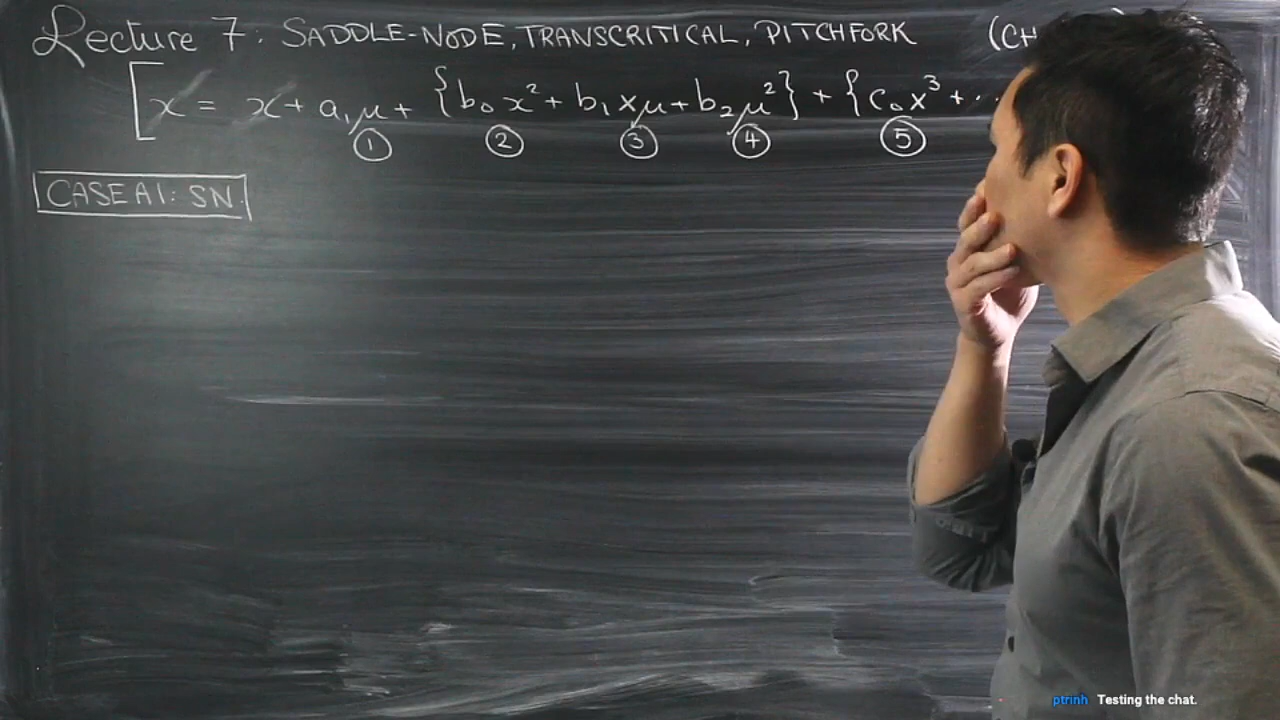 Lecture 7: SADDLE-NODE, TRANSCRITICAL, PITCHFORK (CH
x = x + a₁μ + {b₀x² + b₁xμ + b₂μ²} + {c₀x³ + ...
① ② ③ ④ ⑤
CASE A1: SN.
ptrinh Testing the chat.